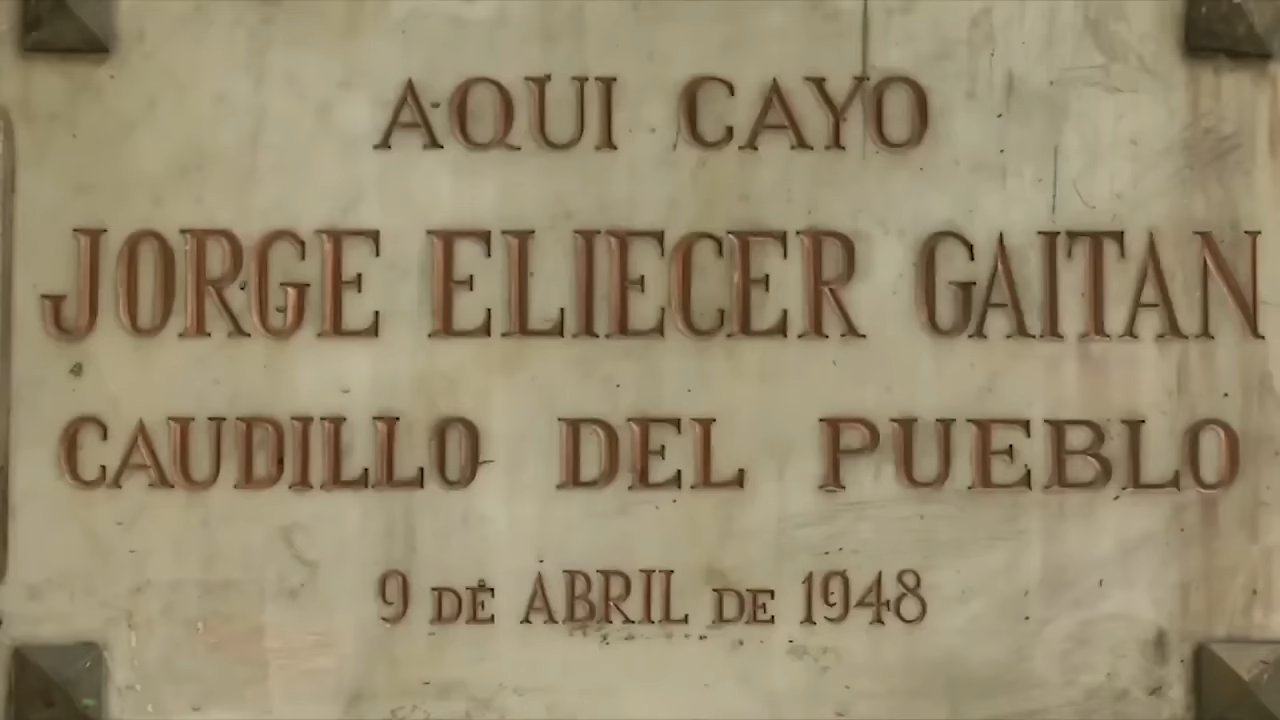 AQUI CAYO
JORGE ELIECER GAITAN
CAUDILLO DEL PUEBLO
9 DE ABRIL DE 1948